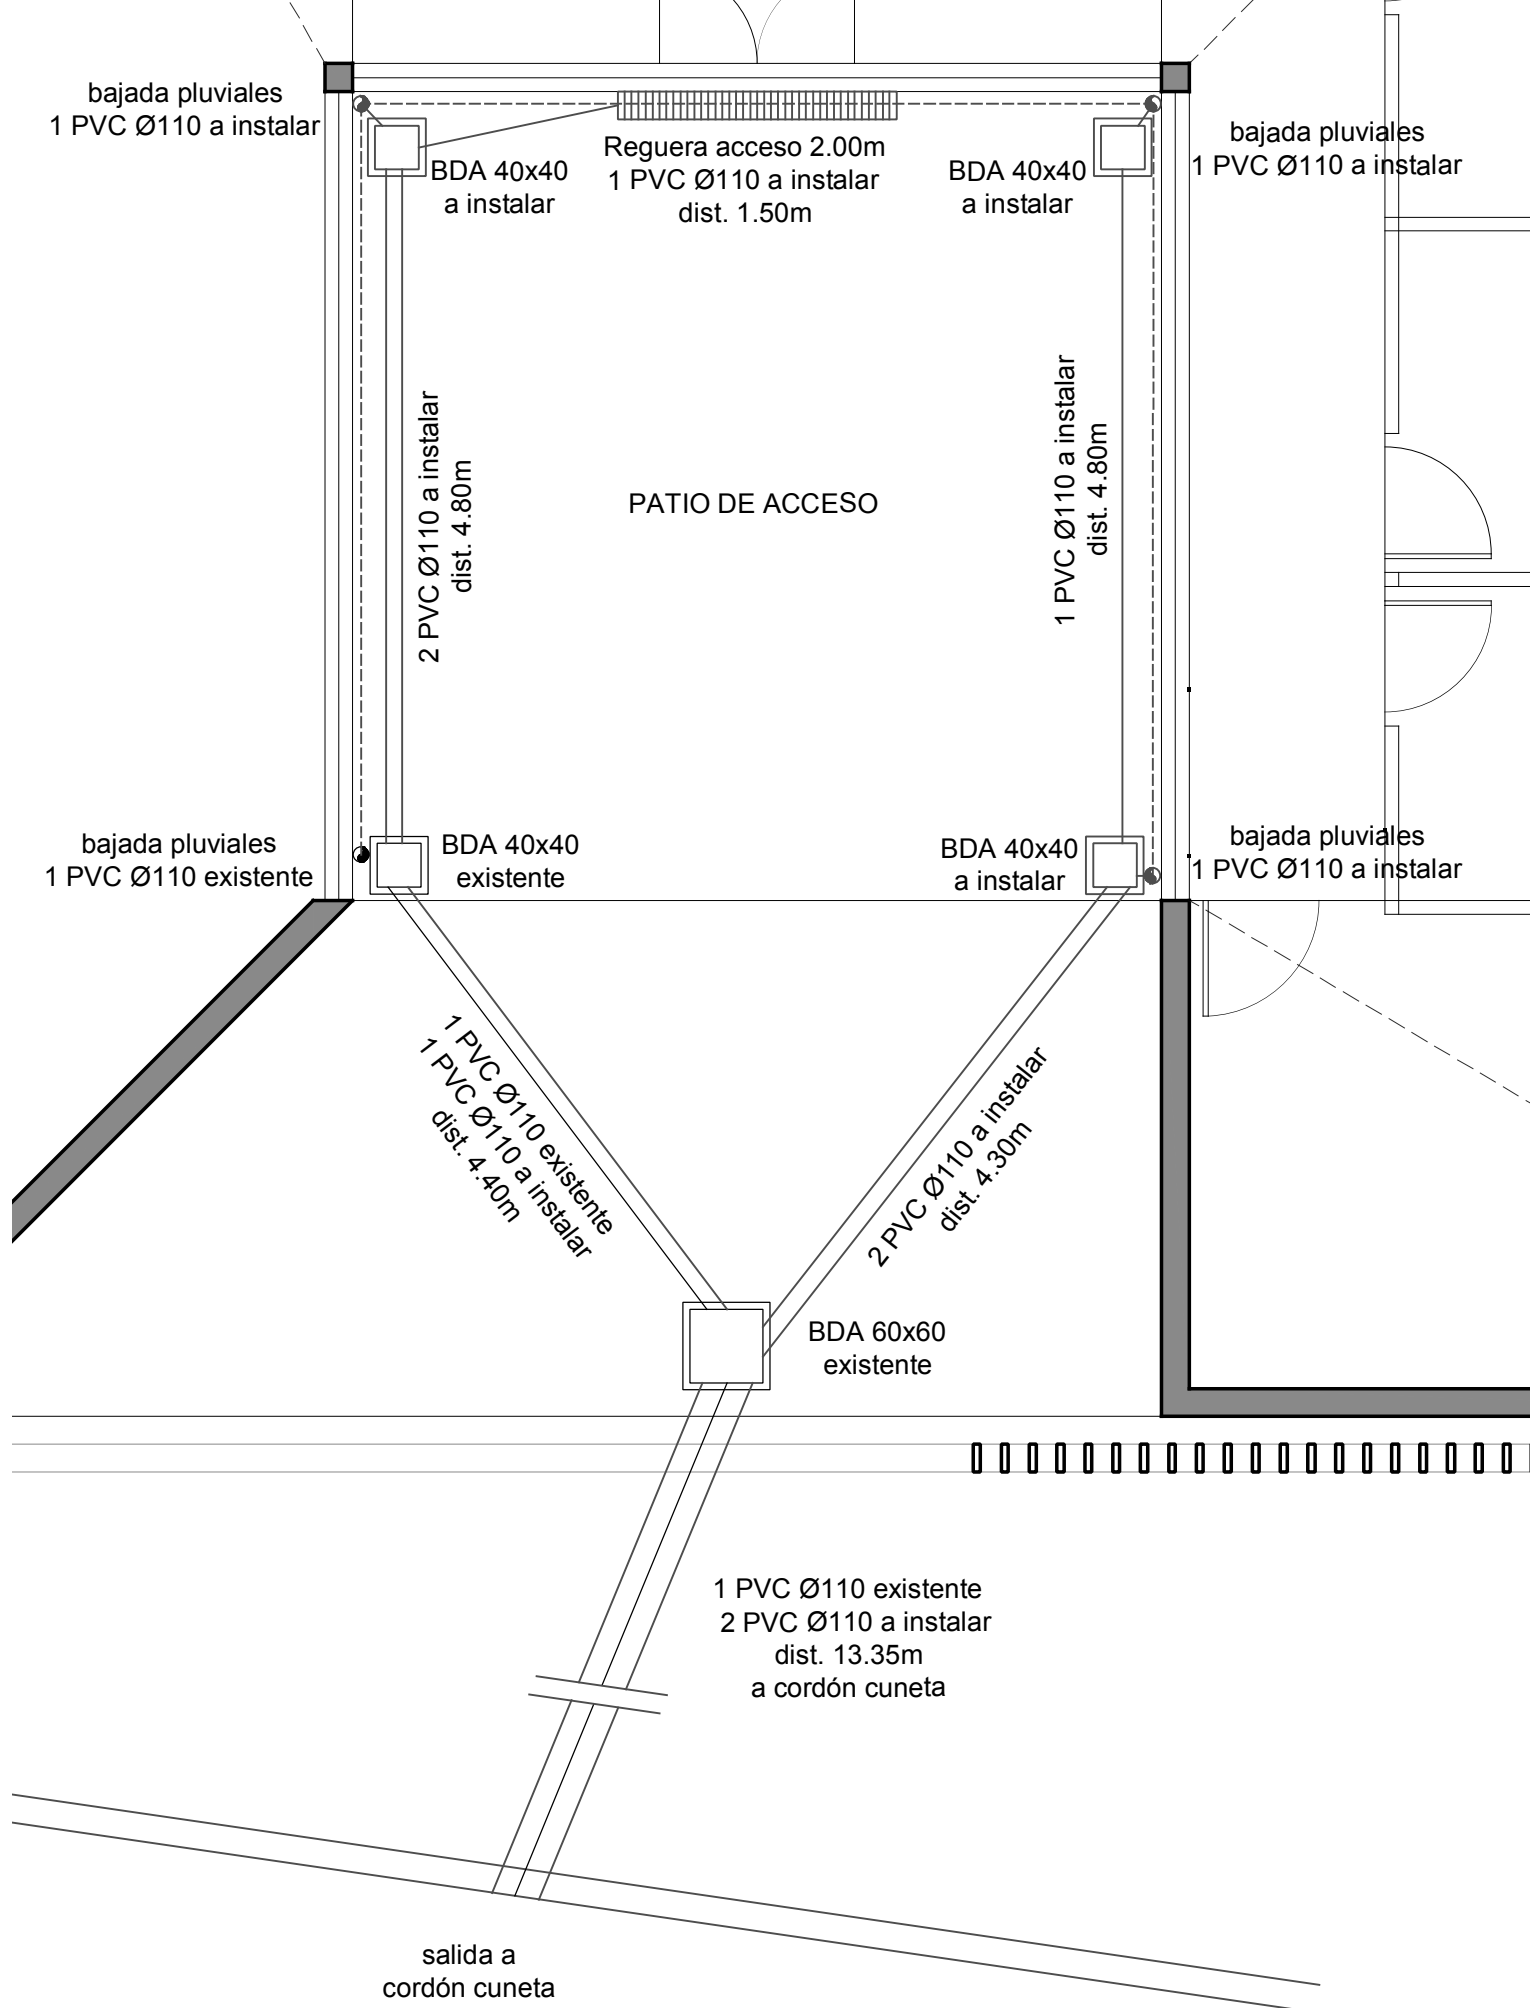 bajada pluviales
1 PVC Ø110 a instalar
BDA 40x40
a instalar
Reguera acceso 2.00m
1 PVC Ø110 a instalar
dist. 1.50m
BDA 40x40
a instalar
bajada pluviales
1 PVC Ø110 a instalar
2 PVC Ø110 a instalar
dist. 4.80m
PATIO DE ACCESO
1 PVC Ø110 a instalar
dist. 4.80m
bajada pluviales
1 PVC Ø110 existente
BDA 40x40
existente
BDA 40x40
a instalar
bajada pluviales
1 PVC Ø110 a instalar
1 PVC Ø110 existente
1 PVC Ø110 a instalar
dist. 4.40m
2 PVC Ø110 a instalar
dist. 4.30m
BDA 60x60
existente
1 PVC Ø110 existente
2 PVC Ø110 a instalar
dist. 13.35m
a cordón cuneta
salida a
cordón cuneta